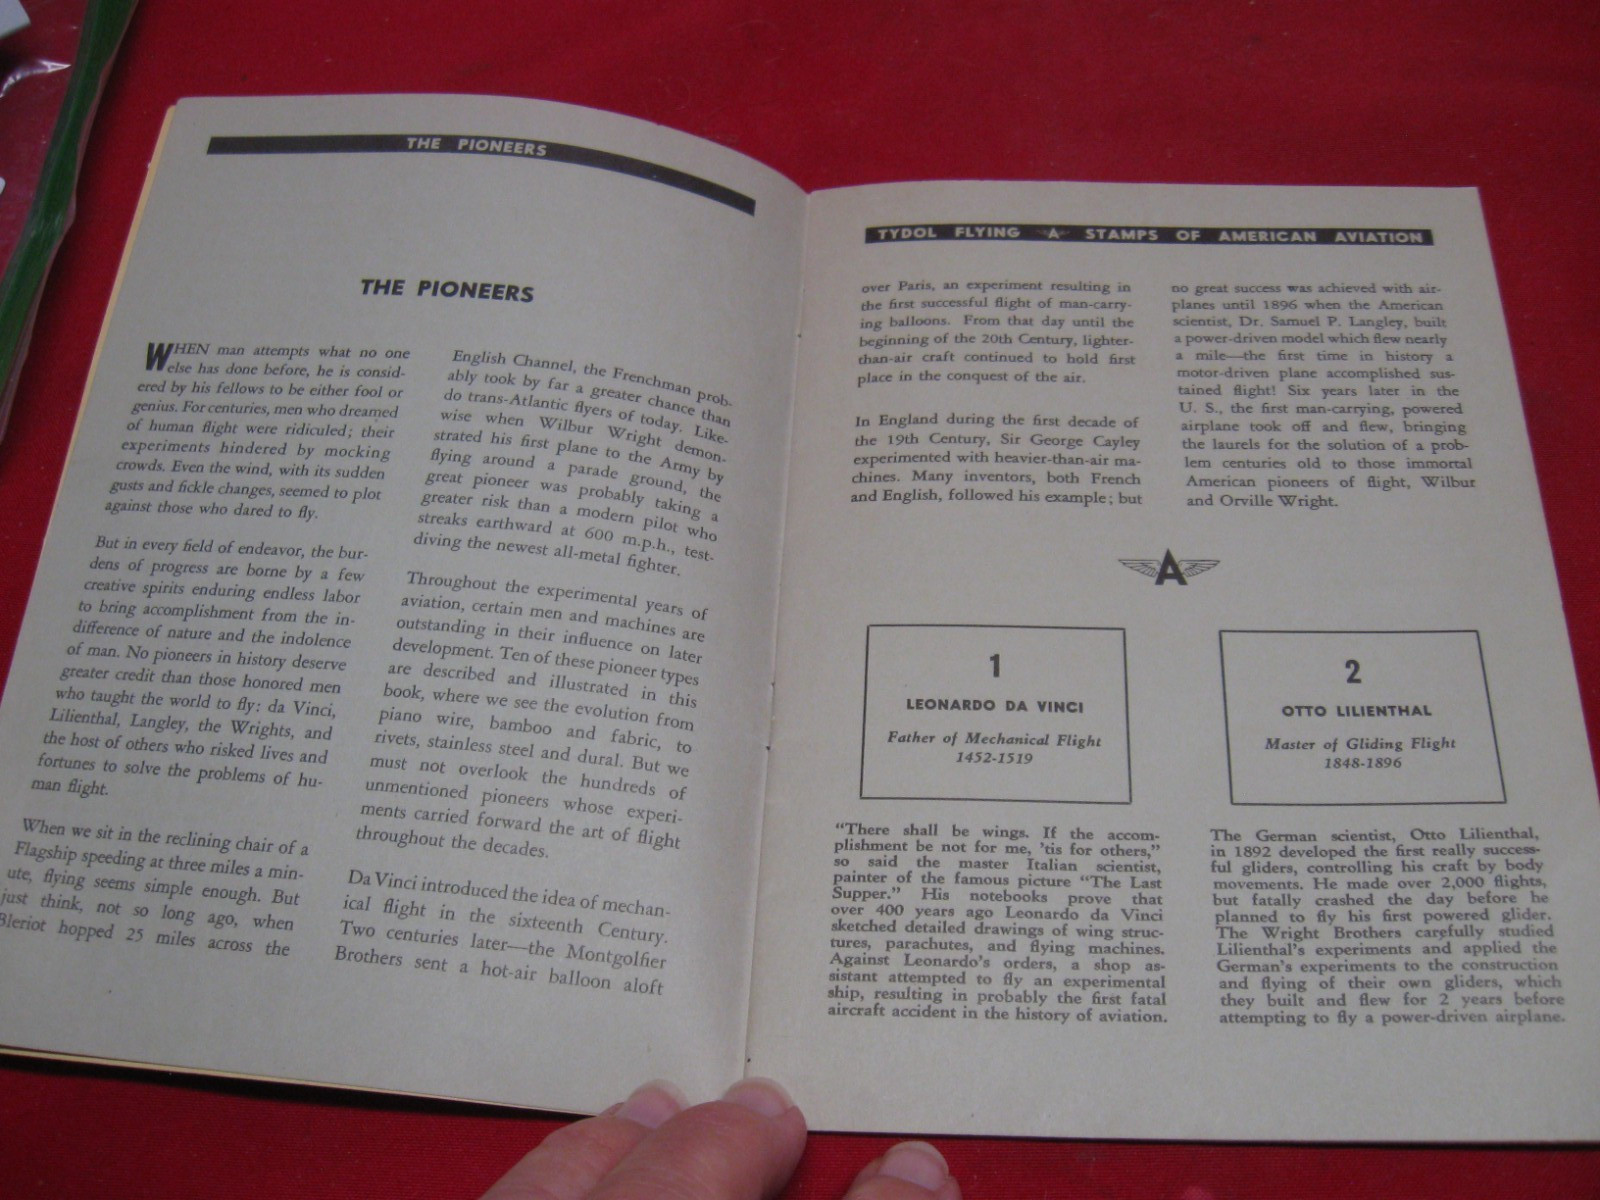 THE PIONEERS
THE PIONEERS
WHEN man attempts what no one
else has done before, he is consid-
ered by his fellows to be either fool or
genius. For centuries, men who dreamed
of human flight were ridiculed; their
experiments hindered by mocking
crowds. Even the wind, with its sudden
gusts and fickle changes, seemed to plot
against those who dared to fly.
But in every field of endeavor, the bur-
dens of progress are borne by a few
creative spirits enduring endless labor
to bring accomplishment from the in-
difference of nature and the indolence
of man. No pioneers in history deserve
greater credit than those honored men
who taught the world to fly: da Vinci,
Lilienthal, Langley, the Wrights, and
the host of others who risked lives and
fortunes to solve the problems of hu-
man flight.
When we sit in the reclining chair of a
Flagship speeding at three miles a min-
ute, flying seems simple enough. But
just think, not so long ago, when
Bleriot hopped 25 miles across the
English Channel, the Frenchman prob-
ably took by far a greater chance than
do trans-Atlantic flyers of today. Like-
wise when Wilbur Wright demon-
strated his first plane to the Army by
flying around a parade ground, the
great pioneer was probably taking a
greater risk than a modern pilot who
streaks earthward at 600 m.p.h., test-
diving the newest all-metal fighter.
Throughout the experimental years of
aviation, certain men and machines are
outstanding in their influence on later
development. Ten of these pioneer types
are described and illustrated in this
book, where we see the evolution from
piano wire, bamboo and fabric, to
rivets, stainless steel and dural. But we
must not overlook the hundreds of
unmentioned pioneers whose experi-
ments carried forward the art of flight
throughout the decades.
Da Vinci introduced the idea of mechan-
ical flight in the sixteenth Century.
Two centuries later—the Montgolfier
Brothers sent a hot-air balloon aloft
TYDOL FLYING A STAMPS OF AMERICAN AVIATION
over Paris, an experiment resulting in
the first successful flight of man-carry-
ing balloons. From that day until the
beginning of the 20th Century, lighter-
than-air craft continued to hold first
place in the conquest of the air.
In England during the first decade of
the 19th Century, Sir George Cayley
experimented with heavier-than-air ma-
chines. Many inventors, both French
and English, followed his example; but
no great success was achieved with air-
planes until 1896 when the American
scientist, Dr. Samuel P. Langley, built
a power-driven model which flew nearly
a mile—the first time in history a
motor-driven plane accomplished sus-
tained flight! Six years later in the
U. S., the first man-carrying, powered
airplane took off and flew, bringing
the laurels for the solution of a prob-
lem centuries old to those immortal
American pioneers of flight, Wilbur
and Orville Wright.
A
1
LEONARDO DA VINCI
Father of Mechanical Flight
1452-1519
"There shall be wings. If the accom-
plishment be not for me, 'tis for others,"
so said the master Italian scientist,
painter of the famous picture "The Last
Supper." His notebooks prove that
over 400 years ago Leonardo da Vinci
sketched detailed drawings of wing struc-
tures, parachutes, and flying machines.
Against Leonardo's orders, a shop as-
sistant attempted to fly an experimental
ship, resulting in probably the first fatal
aircraft accident in the history of aviation.
2
OTTO LILIENTHAL
Master of Gliding Flight
1848-1896
The German scientist, Otto Lilienthal,
in 1892 developed the first really success-
ful gliders, controlling his craft by body
movements. He made over 2,000 flights,
but fatally crashed the day before he
planned to fly his first powered glider.
The Wright Brothers carefully studied
Lilienthal's experiments and applied the
German's experiments to the construction
and flying of their own gliders, which
they built and flew for 2 years before
attempting to fly a power-driven airplane.